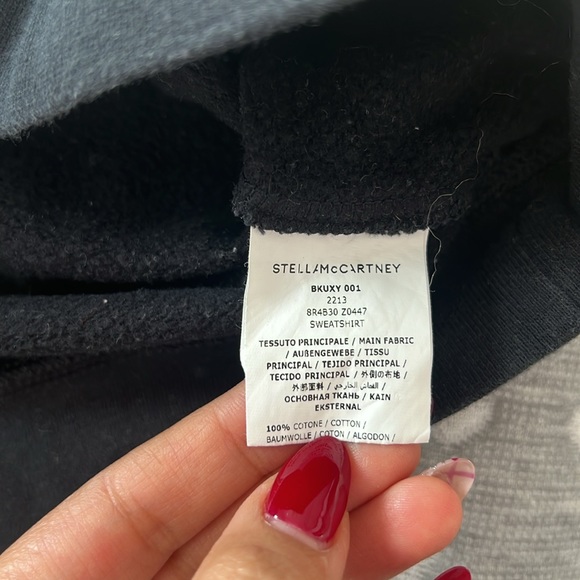 STELLAMcCARTNEY
BKUXY 001
2213
8R4B30 Z0447
SWEATSHIRT
TESSUTO PRINCIPALE / MAIN FABRIC
/ AUßENGEWEBE / TISSU
PRINCIPAL / TEJIDO PRINCIPAL /
TECIDO PRINCIPAL / 外側の布地 /
外部面料 / القماش الخارجي /
ОСНОВНАЯ ТКАНЬ / KAIN
EKSTERNAL
100% COTONE / COTTON /
BAUMWOLLE / COTON / ALGODON /